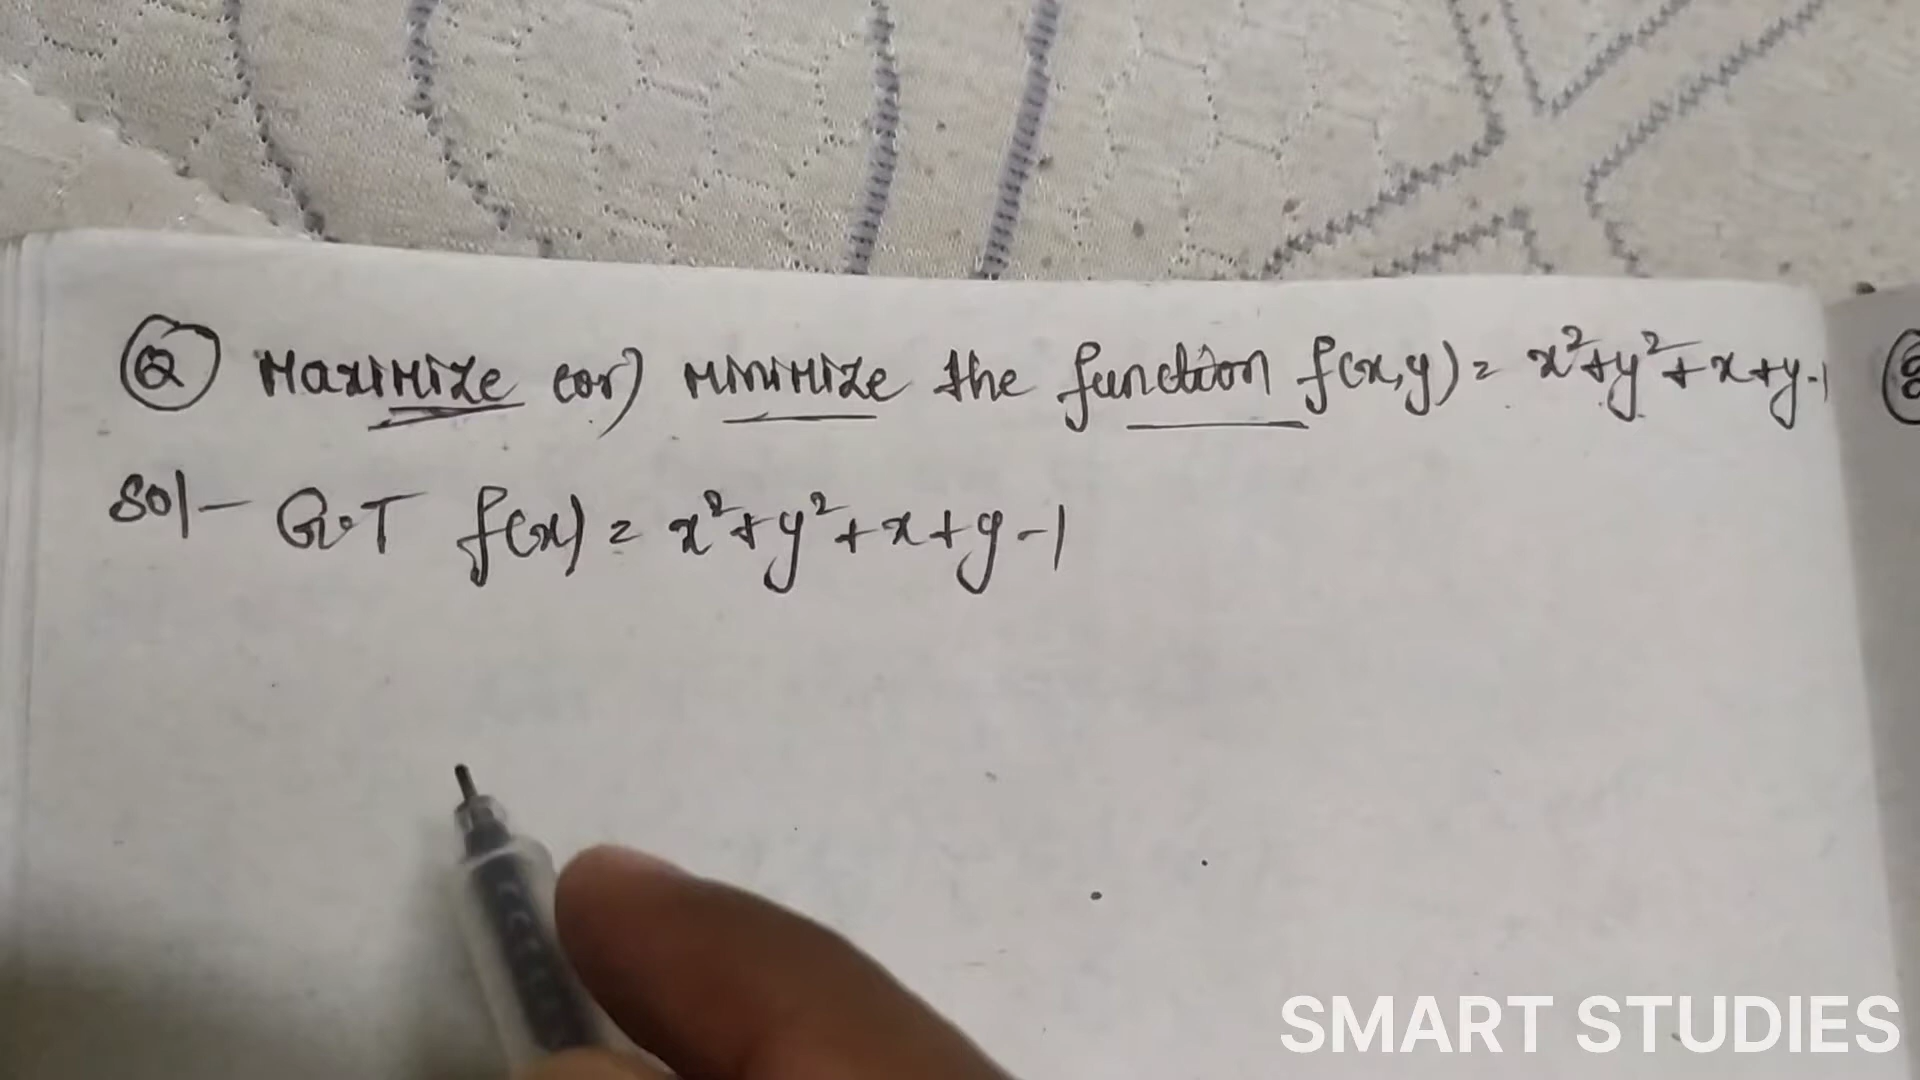 Q Maximize (or) minimize the function f(x,y) = x²+y²+x+y-1
Sol- G.T f(x) = x²+y²+x+y-1
SMART STUDIES